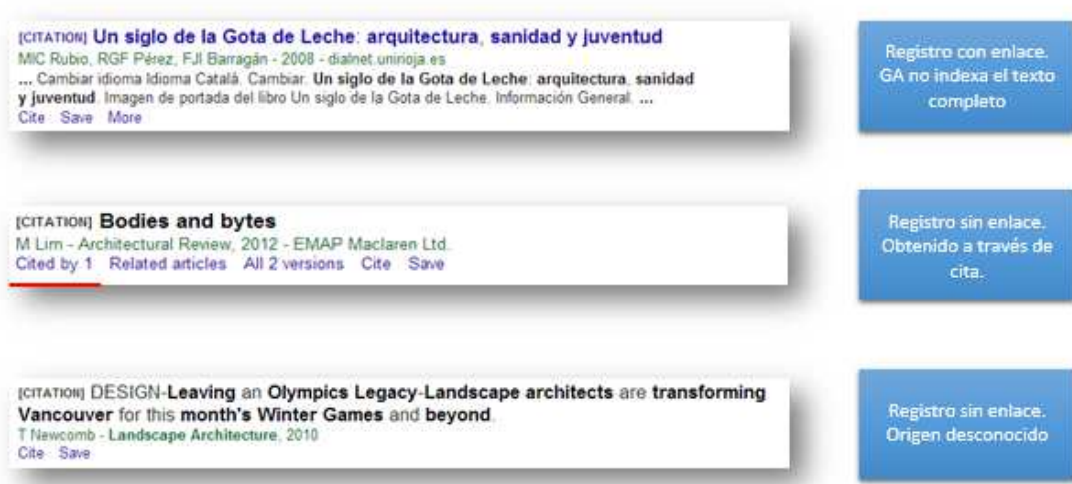 [CITATION] Un siglo de la Gota de Leche: arquitectura, sanidad y juventud
MIC Rubio, RGF Pérez, FJI Barragán - 2008 - dialnet.unirioja.es
... Cambiar idioma Idioma Català. Cambiar. Un siglo de la Gota de Leche: arquitectura, sanidad
y juventud. Imagen de portada del libro Un siglo de la Gota de Leche. Información General. ...
Cite Save More
Registro con enlace.
GA no indexa el texto
completo
[CITATION] Bodies and bytes
M Lim - Architectural Review, 2012 - EMAP Maclaren Ltd.
Cited by 1 Related articles All 2 versions Cite Save
Registro sin enlace.
Obtenido a través de
cita.
[CITATION] DESIGN-Leaving an Olympics Legacy-Landscape architects are transforming
Vancouver for this month's Winter Games and beyond.
T Newcomb - Landscape Architecture, 2010
Cite Save
Registro sin enlace.
Origen desconocido